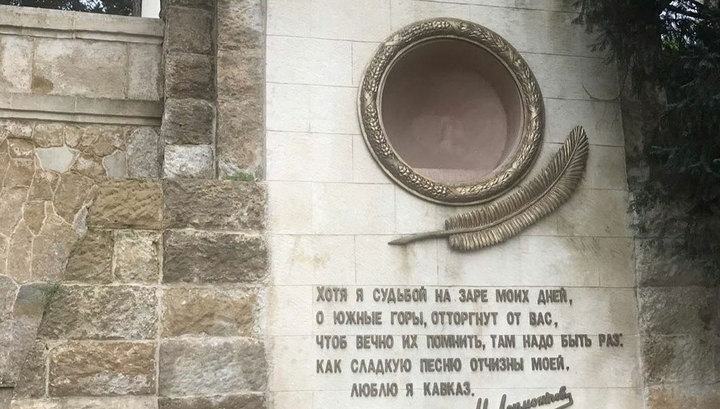 Хотя я судьбой на заре моих дней,
о южные горы, отторгнут от вас,
чтоб вечно их помнить, там надо быть раз:
как сладкую песню отчизны моей,
люблю я Кавказ.
М. Лермонтов